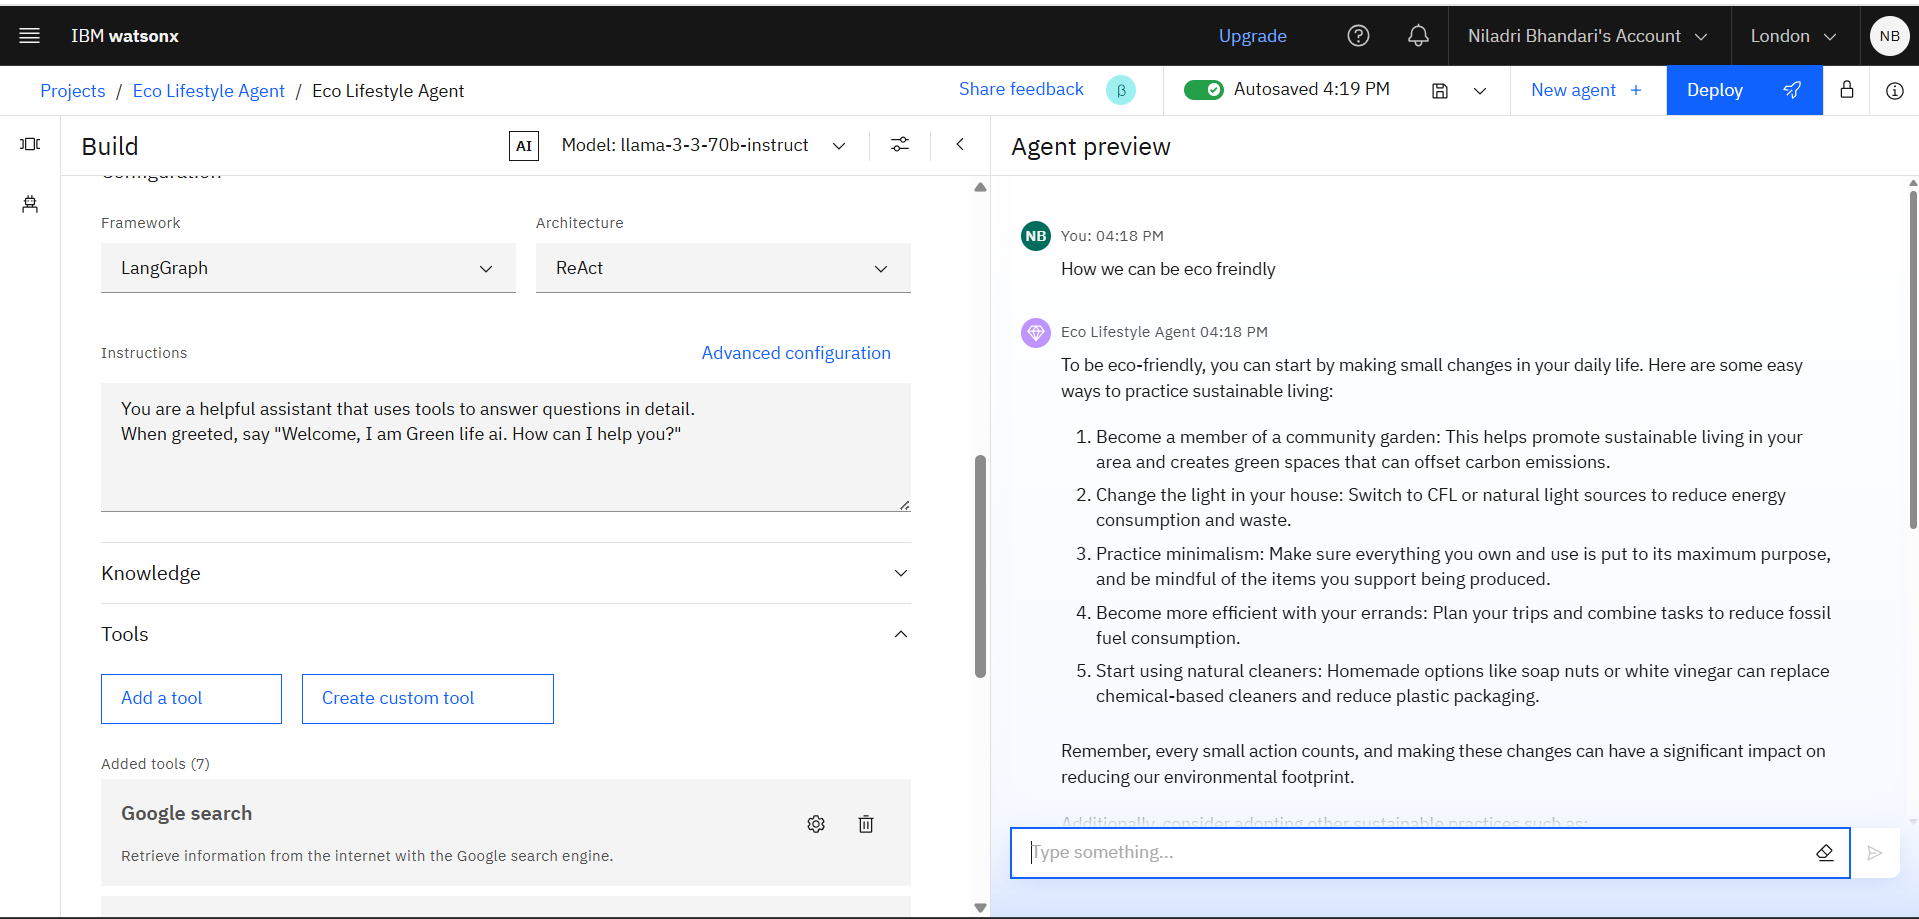 IBM watsonx
Upgrade
Niladri Bhandari's Account
London
NB
Projects / Eco Lifestyle Agent / Eco Lifestyle Agent
Share feedback
β
Autosaved 4:19 PM
New agent +
Deploy
Build
AI
Model: llama-3-3-70b-instruct
Configuration
Framework
Architecture
LangGraph
ReAct
Instructions
Advanced configuration
You are a helpful assistant that uses tools to answer questions in detail.
When greeted, say "Welcome, I am Green life ai. How can I help you?"
Knowledge
Tools
Add a tool
Create custom tool
Added tools (7)
Google search
Retrieve information from the internet with the Google search engine.
Agent preview
NB
You: 04:18 PM
How we can be eco freindly
Eco Lifestyle Agent 04:18 PM
To be eco-friendly, you can start by making small changes in your daily life. Here are some easy
ways to practice sustainable living:
1. Become a member of a community garden: This helps promote sustainable living in your
area and creates green spaces that can offset carbon emissions.
2. Change the light in your house: Switch to CFL or natural light sources to reduce energy
consumption and waste.
3. Practice minimalism: Make sure everything you own and use is put to its maximum purpose,
and be mindful of the items you support being produced.
4. Become more efficient with your errands: Plan your trips and combine tasks to reduce fossil
fuel consumption.
5. Start using natural cleaners: Homemade options like soap nuts or white vinegar can replace
chemical-based cleaners and reduce plastic packaging.
Remember, every small action counts, and making these changes can have a significant impact on
reducing our environmental footprint.
Additionally, consider adopting other sustainable practices such as:
Type something...